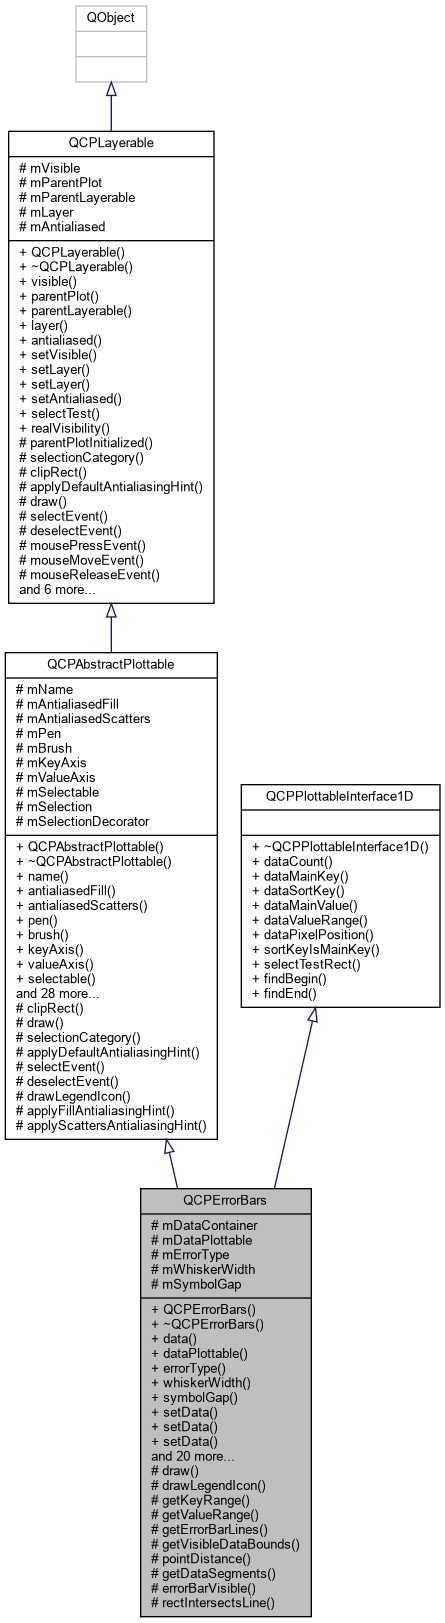 QObject
QCPLayerable
# mVisible
# mParentPlot
# mParentLayerable
# mLayer
# mAntialiased
+ QCPLayerable()
+ ~QCPLayerable()
+ visible()
+ parentPlot()
+ parentLayerable()
+ layer()
+ antialiased()
+ setVisible()
+ setLayer()
+ setLayer()
+ setAntialiased()
+ selectTest()
+ realVisibility()
# parentPlotInitialized()
# selectionCategory()
# clipRect()
# applyDefaultAntialiasingHint()
# draw()
# selectEvent()
# deselectEvent()
# mousePressEvent()
# mouseMoveEvent()
# mouseReleaseEvent()
and 6 more...
QCPAbstractPlottable
# mName
# mAntialiasedFill
# mAntialiasedScatters
# mPen
# mBrush
# mKeyAxis
# mValueAxis
# mSelectable
# mSelection
# mSelectionDecorator
+ QCPAbstractPlottable()
+ ~QCPAbstractPlottable()
+ name()
+ antialiasedFill()
+ antialiasedScatters()
+ pen()
+ brush()
+ keyAxis()
+ valueAxis()
+ selectable()
and 28 more...
# clipRect()
# draw()
# selectionCategory()
# applyDefaultAntialiasingHint()
# selectEvent()
# deselectEvent()
# drawLegendIcon()
# applyFillAntialiasingHint()
# applyScattersAntialiasingHint()
QCPPlottableInterface1D
+ ~QCPPlottableInterface1D()
+ dataCount()
+ dataMainKey()
+ dataSortKey()
+ dataMainValue()
+ dataValueRange()
+ dataPixelPosition()
+ sortKeyIsMainKey()
+ selectTestRect()
+ findBegin()
+ findEnd()
QCPErrorBars
# mDataContainer
# mDataPlottable
# mErrorType
# mWhiskerWidth
# mSymbolGap
+ QCPErrorBars()
+ ~QCPErrorBars()
+ data()
+ dataPlottable()
+ errorType()
+ whiskerWidth()
+ symbolGap()
+ setData()
+ setData()
+ setData()
and 20 more...
# draw()
# drawLegendIcon()
# getKeyRange()
# getValueRange()
# getErrorBarLines()
# getVisibleDataBounds()
# pointDistance()
# getDataSegments()
# errorBarVisible()
# rectIntersectsLine()